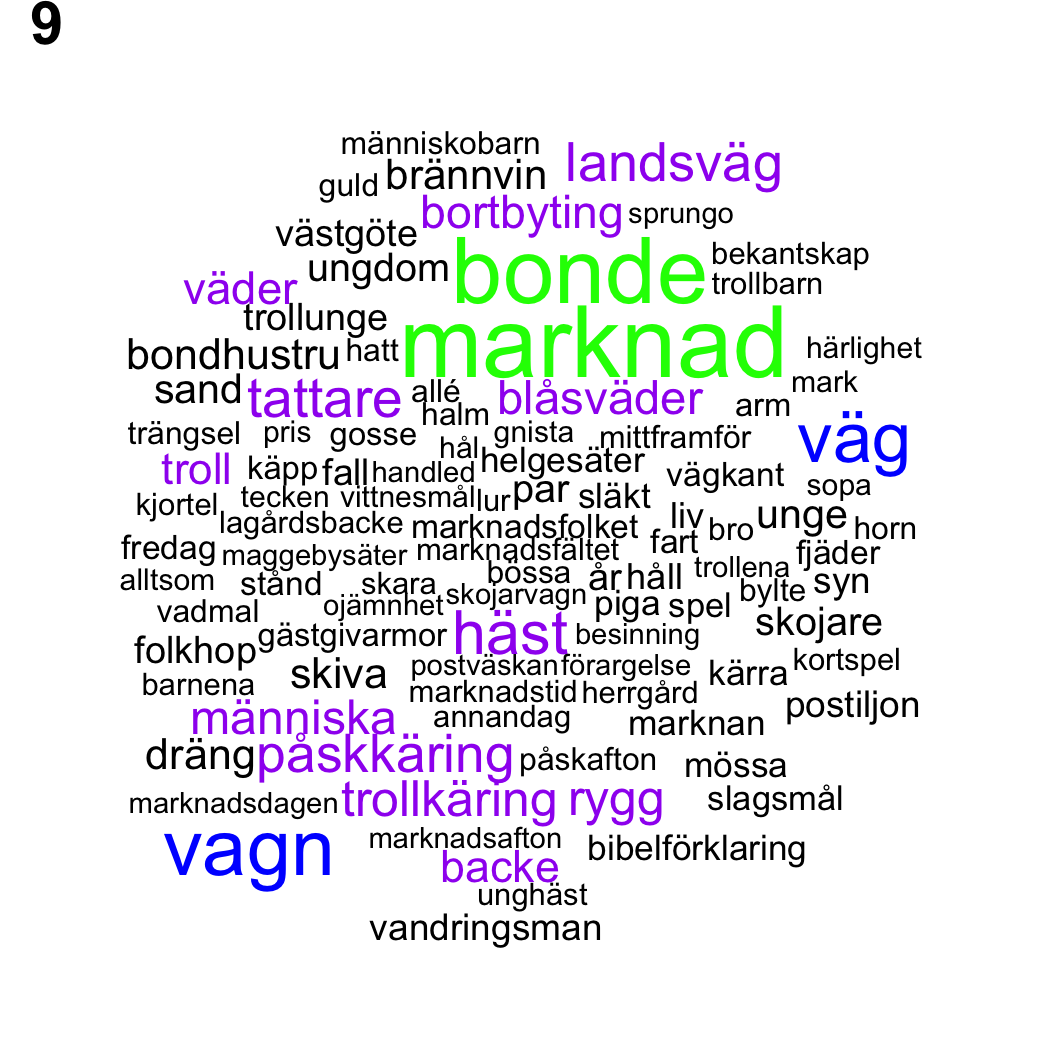 9
människobarn landsväg
guld brännvin
bortbyting sprungo
västgöte
ungdom bonde bekantskap
väder trollbarn
trollunge
bondhustru hatt marknad härlighet
sand tattare allé blåsväder mark
halm arm
trängsel pris gosse gnista mittframför väg
hål
troll käpp fall handled helgesäter vägkant
kjortel tecken vittnesmål lur par släkt sopa
lagårdsbacke marknadsfolket liv bro unge horn
fredag maggebysäter marknadsfältet fart fjäder
alltsom stånd skara bössa år håll trollena syn
vadmal ojämnhet skojarvagn piga spel bylte
folkhop gästgivarmor häst besinning skojare
barnena skiva postväskan förargelse kärra kortspel
marknadstid herrgård
människa annandag marknan postiljon
dräng påskkäring påskafton mössa
marknadsdagen trollkäring rygg slagsmål
vagn marknadsafton bibelförklaring
backe
unghäst
vandringsman